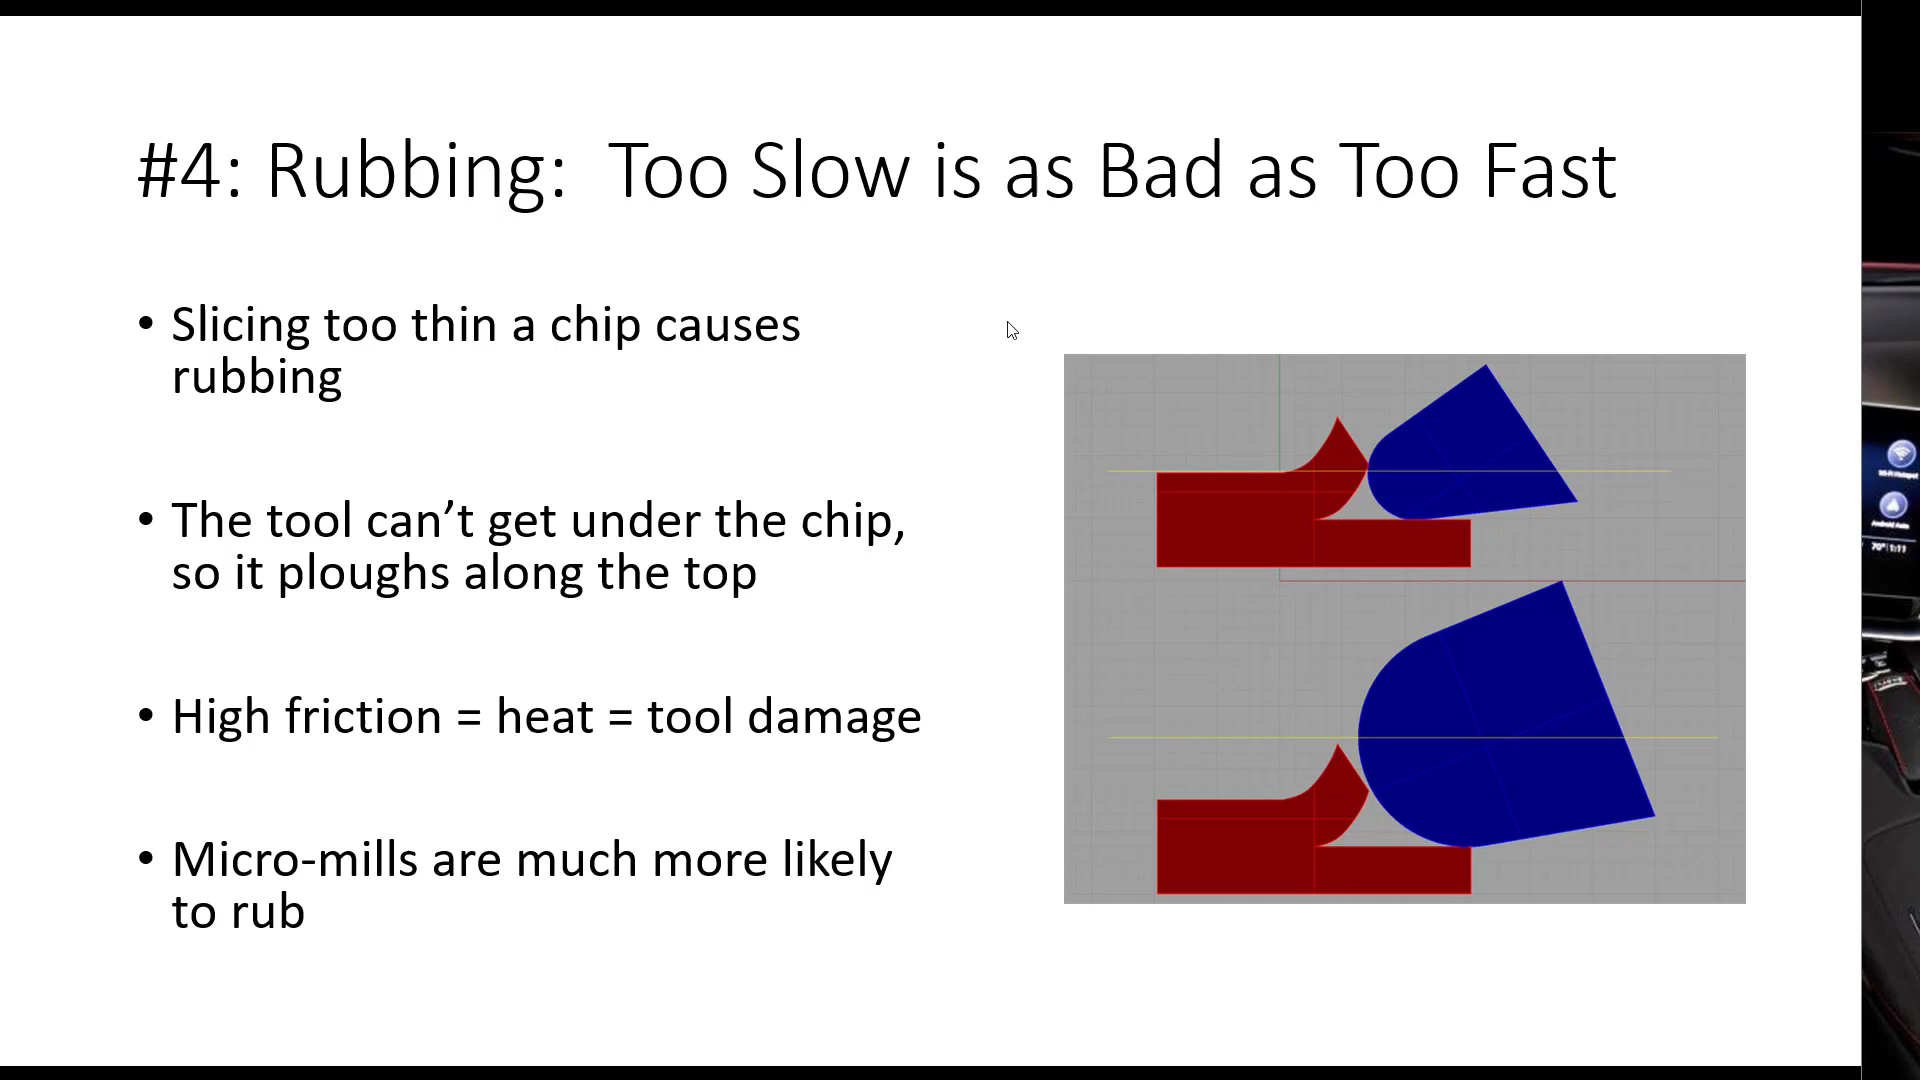 #4: Rubbing:  Too Slow is as Bad as Too Fast
• Slicing too thin a chip causes
rubbing
• The tool can’t get under the chip,
so it ploughs along the top
• High friction = heat = tool damage
• Micro-mills are much more likely
to rub
Android Auto